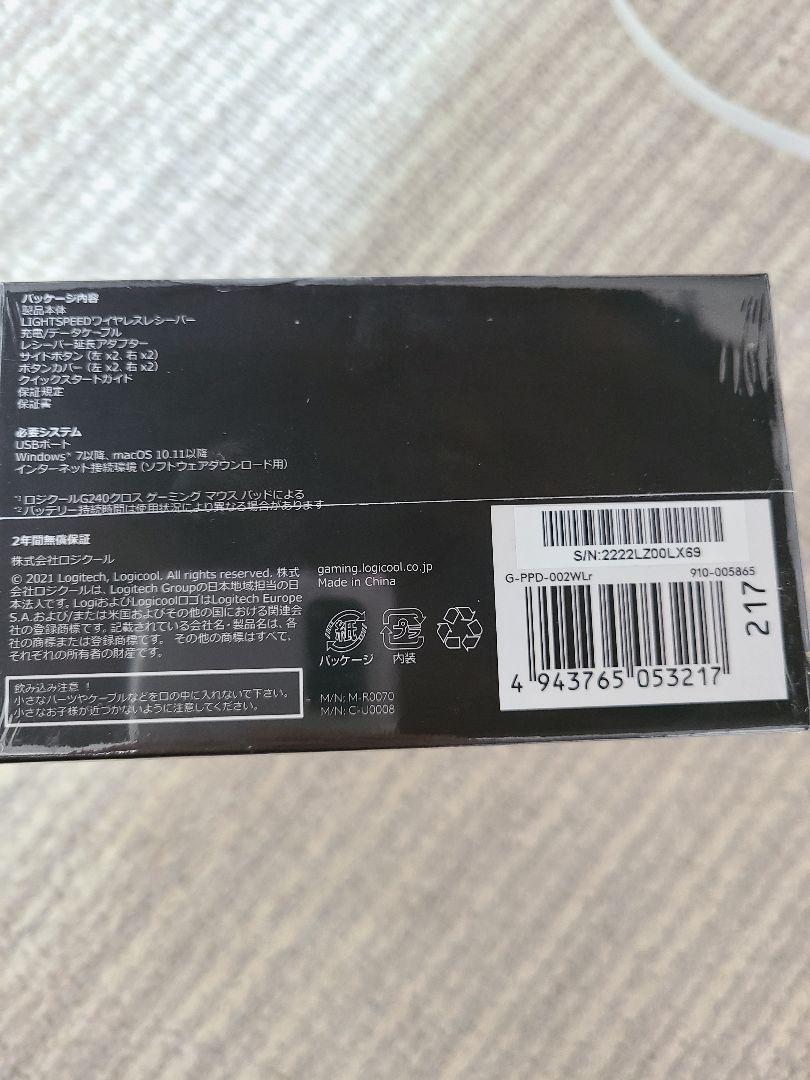 パッケージ内容
製品本体
LIGHTSPEEDワイヤレスレシーバー
充電/データケーブル
レシーバー延長アダプター
サイドボタン (左 x2、右 x2)
ボタンカバー (左 x2、右 x2)
クイックスタートガイド
保証規定
保証書
必要システム
USBポート
Windows® 7以降、macOS 10.11以降
インターネット接続環境 (ソフトウェアダウンロード用)
*¹ロジクールG240クロス ゲーミング マウス パッドによる
*²バッテリー持続時間は使用状況により異なる場合があります
2年間無償保証
株式会社ロジクール
© 2021 Logitech, Logicool. All rights reserved. 株式
会社ロジクールは、Logitech Groupの日本地域担当の日
本法人です。LogiおよびLogicoolロゴはLogitech Europe
S.A.および/または米国およびその他の国における関連会
社の登録商標です。記載されている会社名・製品名は、各
社の商標または登録商標です。 その他の商標はすべて、
それぞれの所有者の財産です。
飲み込み注意 !
小さなパーツやケーブルなどを口の中に入れないで下さい。
小さなお子様が近づかないように注意してください。
gaming.logicool.co.jp
Made in China
紙
プラ
パッケージ
内装
M/N: M-R0070
M/N: C-U0008
S/N:2222LZ00LX69
G-PPD-002WLr
910-005865
217
4 943765 053217